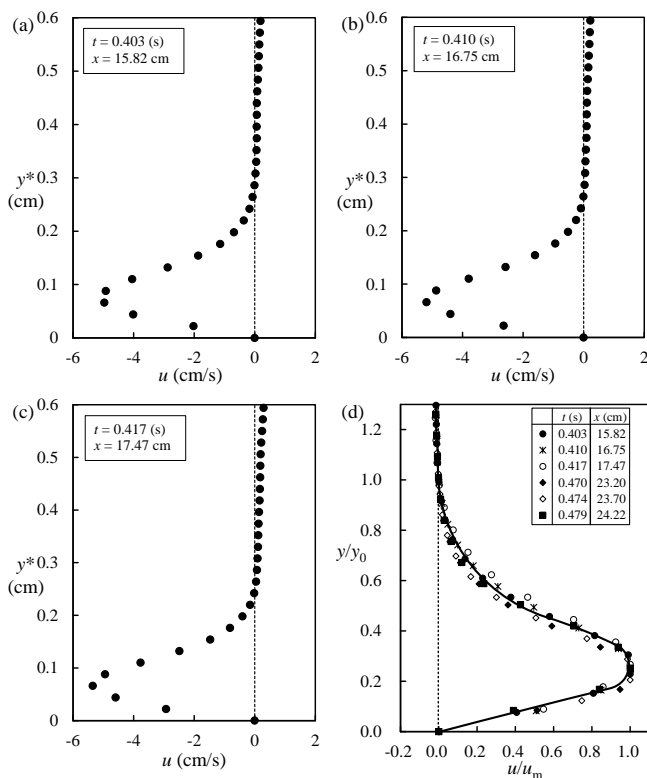 (a)
t = 0.403 (s)
x = 15.82 cm
0.6
0.5
0.4
y*
(cm)
0.3
0.2
0.1
0
-6 -4 -2 0 2
u (cm/s)
(b)
t = 0.410 (s)
x = 16.75 cm
0.6
0.5
0.4
y*
(cm)
0.3
0.2
0.1
0
-6 -4 -2 0 2
u (cm/s)
(c)
t = 0.417 (s)
x = 17.47 cm
0.6
0.5
0.4
y*
(cm)
0.3
0.2
0.1
0
-6 -4 -2 0 2
u (cm/s)
(d)
t (s) x (cm)
0.403 15.82
0.410 16.75
0.417 17.47
0.470 23.20
0.474 23.70
0.479 24.22
1.2
1.0
y/y0
0.8
0.6
0.4
0.2
0.0
-0.2 0.0 0.2 0.4 0.6 0.8 1.0
u/um